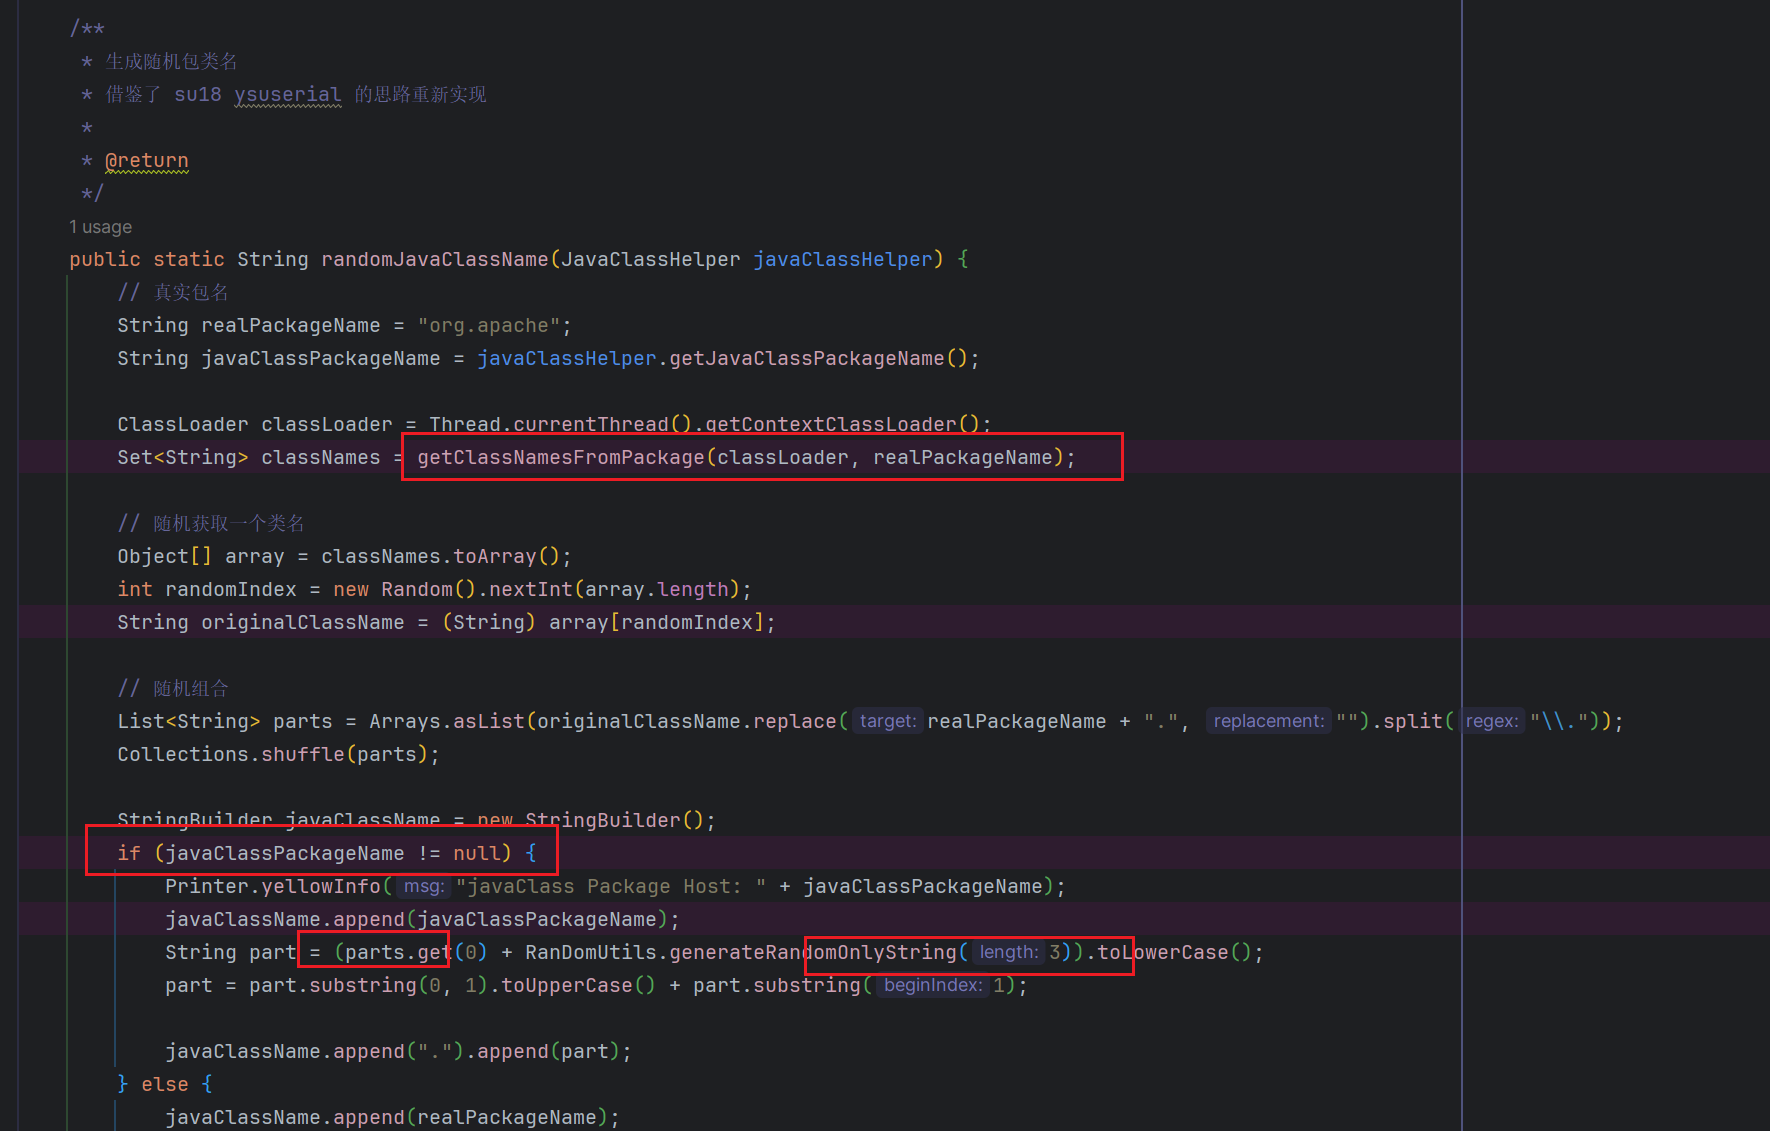 /**
* 生成随机包类名
* 借鉴了 su18 ysuserial 的思路重新实现
*
* @return
*/
1 usage
public static String randomJavaClassName(JavaClassHelper javaClassHelper) {
// 真实包名
String realPackageName = "org.apache";
String javaClassPackageName = javaClassHelper.getJavaClassPackageName();
ClassLoader classLoader = Thread.currentThread().getContextClassLoader();
Set<String> classNames = getClassNamesFromPackage(classLoader, realPackageName);
// 随机获取一个类名
Object[] array = classNames.toArray();
int randomIndex = new Random().nextInt(array.length);
String originalClassName = (String) array[randomIndex];
// 随机组合
List<String> parts = Arrays.asList(originalClassName.replace( target: realPackageName + ".", replacement: "").split( regex: "\\."));
Collections.shuffle(parts);
StringBuilder javaClassName = new StringBuilder();
if (javaClassPackageName != null) {
Printer.yellowInfo( msg: "javaClass Package Host: " + javaClassPackageName);
javaClassName.append(javaClassPackageName);
String part = (parts.get(0) + RanDomUtils.generateRandomOnlyString( length: 3)).toLowerCase();
part = part.substring(0, 1).toUpperCase() + part.substring( beginIndex: 1);
javaClassName.append(".").append(part);
} else {
javaClassName.append(realPackageName);